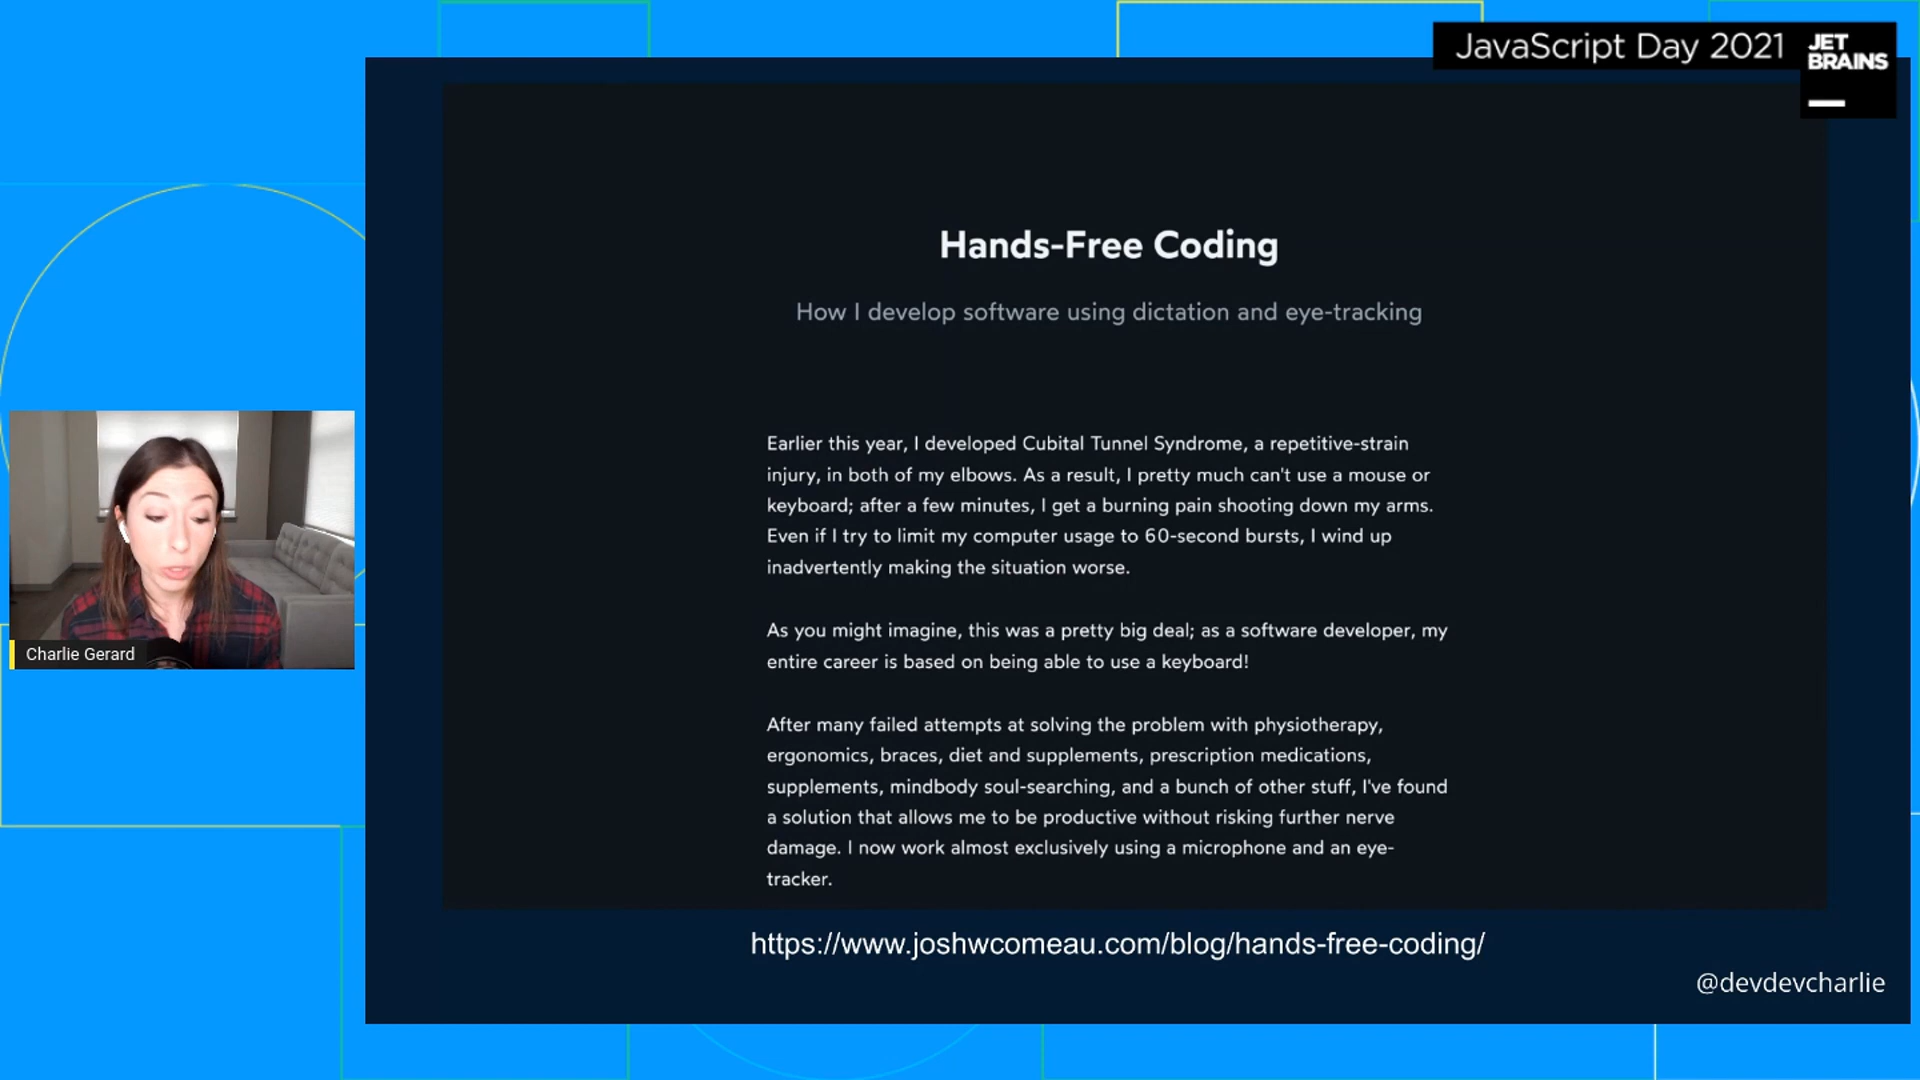 JavaScript Day 2021
JET
BRAINS
Hands-Free Coding
How I develop software using dictation and eye-tracking
Earlier this year, I developed Cubital Tunnel Syndrome, a repetitive-strain
injury, in both of my elbows. As a result, I pretty much can't use a mouse or
keyboard; after a few minutes, I get a burning pain shooting down my arms.
Even if I try to limit my computer usage to 60-second bursts, I wind up
inadvertently making the situation worse.
As you might imagine, this was a pretty big deal; as a software developer, my
entire career is based on being able to use a keyboard!
After many failed attempts at solving the problem with physiotherapy,
ergonomics, braces, diet and supplements, prescription medications,
supplements, mindbody soul-searching, and a bunch of other stuff, I've found
a solution that allows me to be productive without risking further nerve
damage. I now work almost exclusively using a microphone and an eye-
tracker.
Charlie Gerard
https://www.joshwcomeau.com/blog/hands-free-coding/
@devdevcharlie